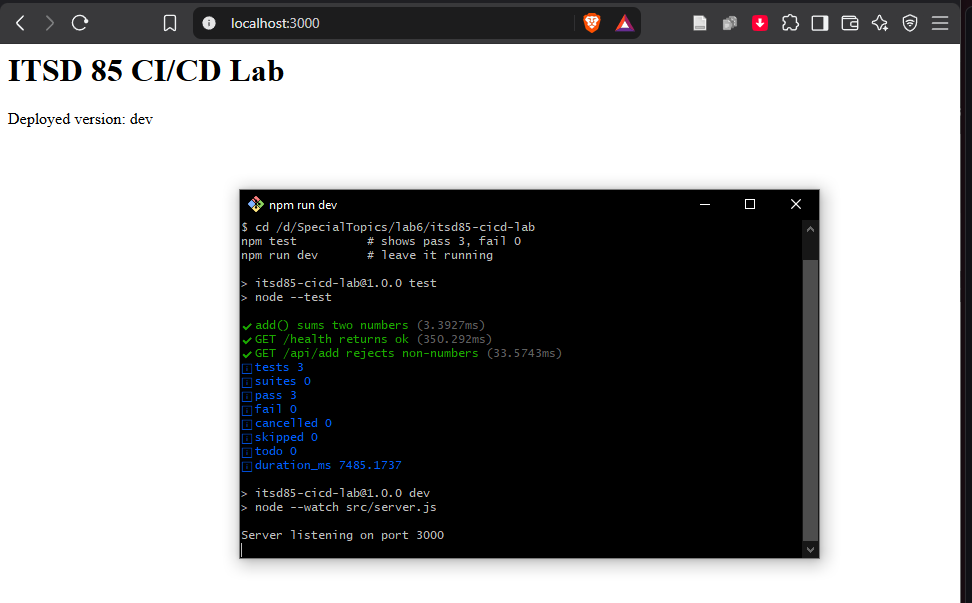 localhost:3000
ITSD 85 CI/CD Lab
Deployed version: dev
npm run dev
$ cd /d/SpecialTopics/lab6/itsd85-cicd-lab
npm test          # shows pass 3, fail 0
npm run dev       # leave it running
> itsd85-cicd-lab@1.0.0 test
> node --test
✔ add() sums two numbers (3.3927ms)
✔ GET /health returns ok (350.292ms)
✔ GET /api/add rejects non-numbers (33.5743ms)
ℹ tests 3
ℹ suites 0
ℹ pass 3
ℹ fail 0
ℹ cancelled 0
ℹ skipped 0
ℹ todo 0
ℹ duration_ms 7485.1737
> itsd85-cicd-lab@1.0.0 dev
> node --watch src/server.js
Server listening on port 3000